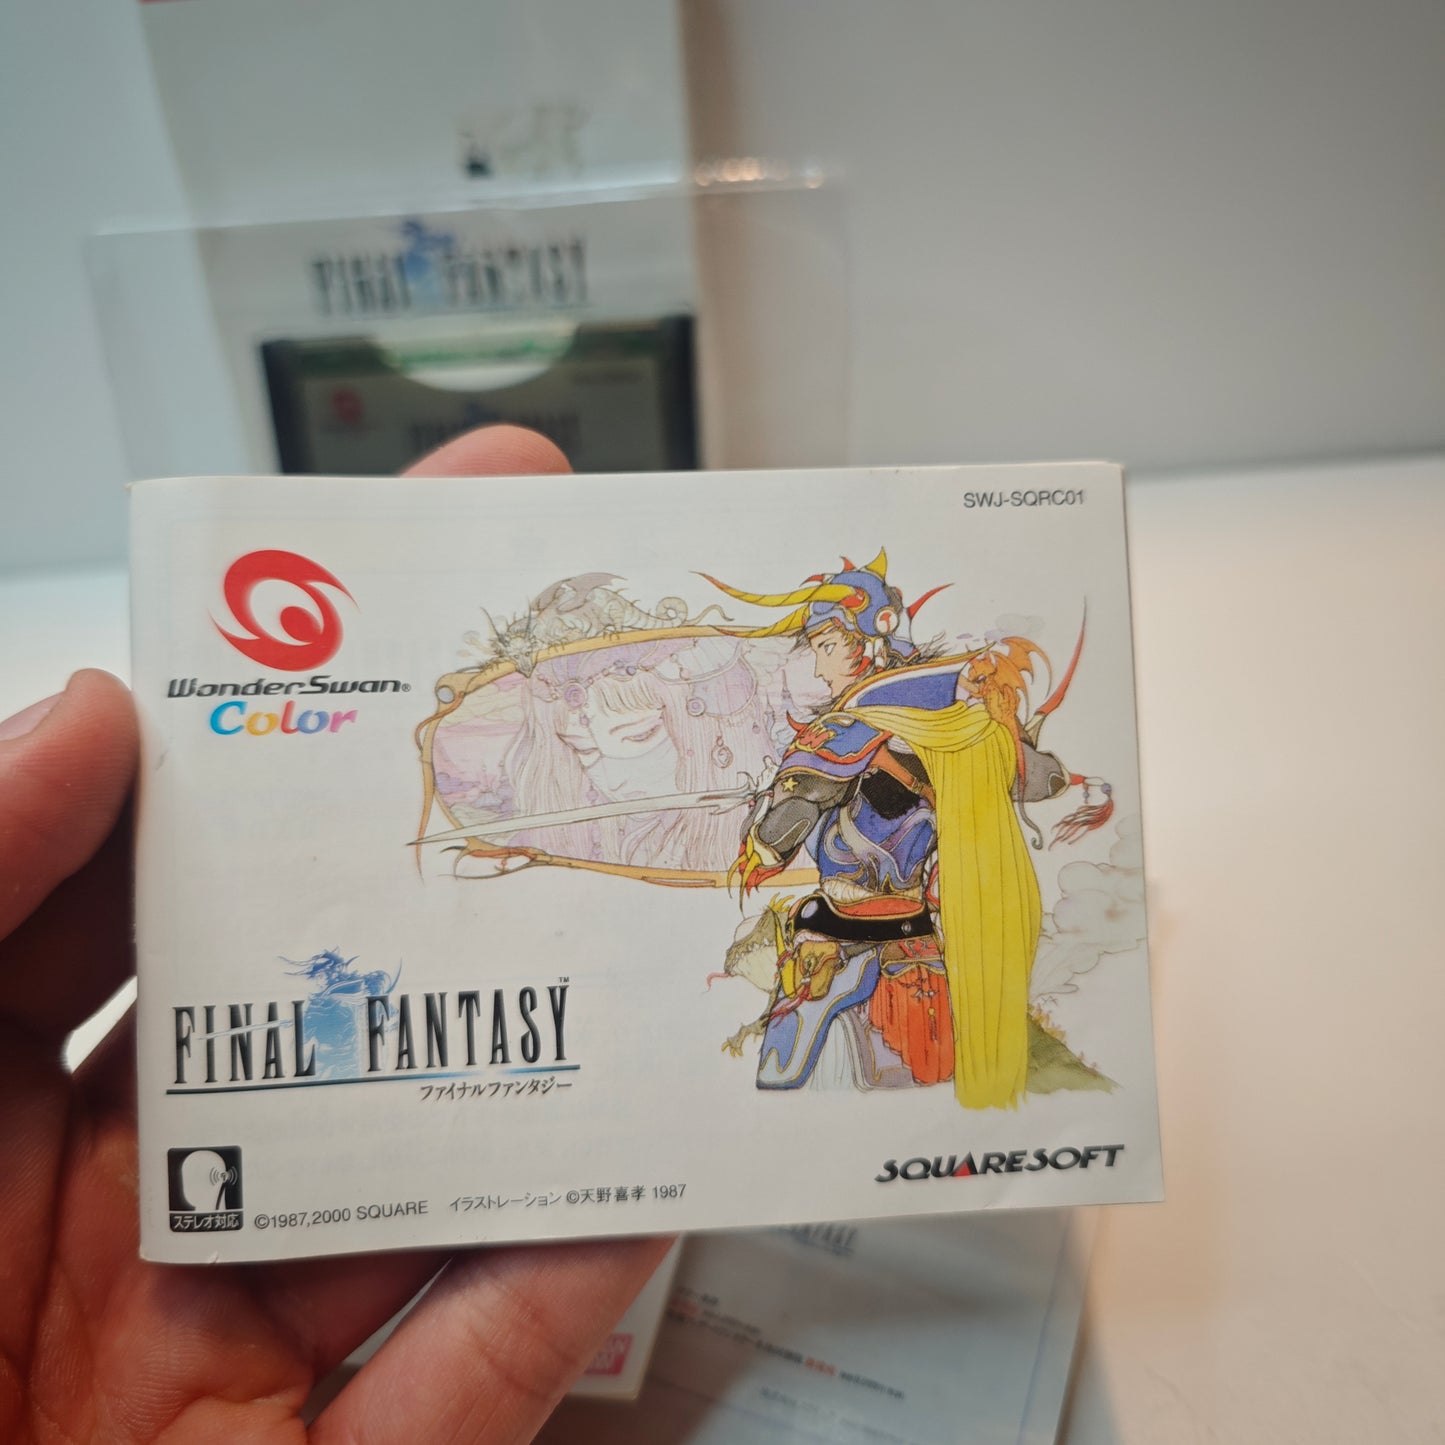 FINAL FANTASY
SWJ-SQRC01
WonderSwan®
Color
FINAL FANTASY™
ファイナルファンタジー
SQUARESOFT
ステレオ対応
©1987,2000 SQUARE イラストレーション ©天野喜孝 1987